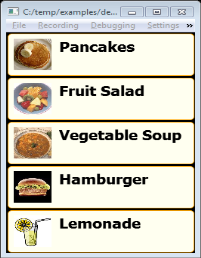 C:/temp/examples/de...
File Recording Debugging Settings »
Pancakes
Fruit Salad
Vegetable Soup
Hamburger
Lemonade